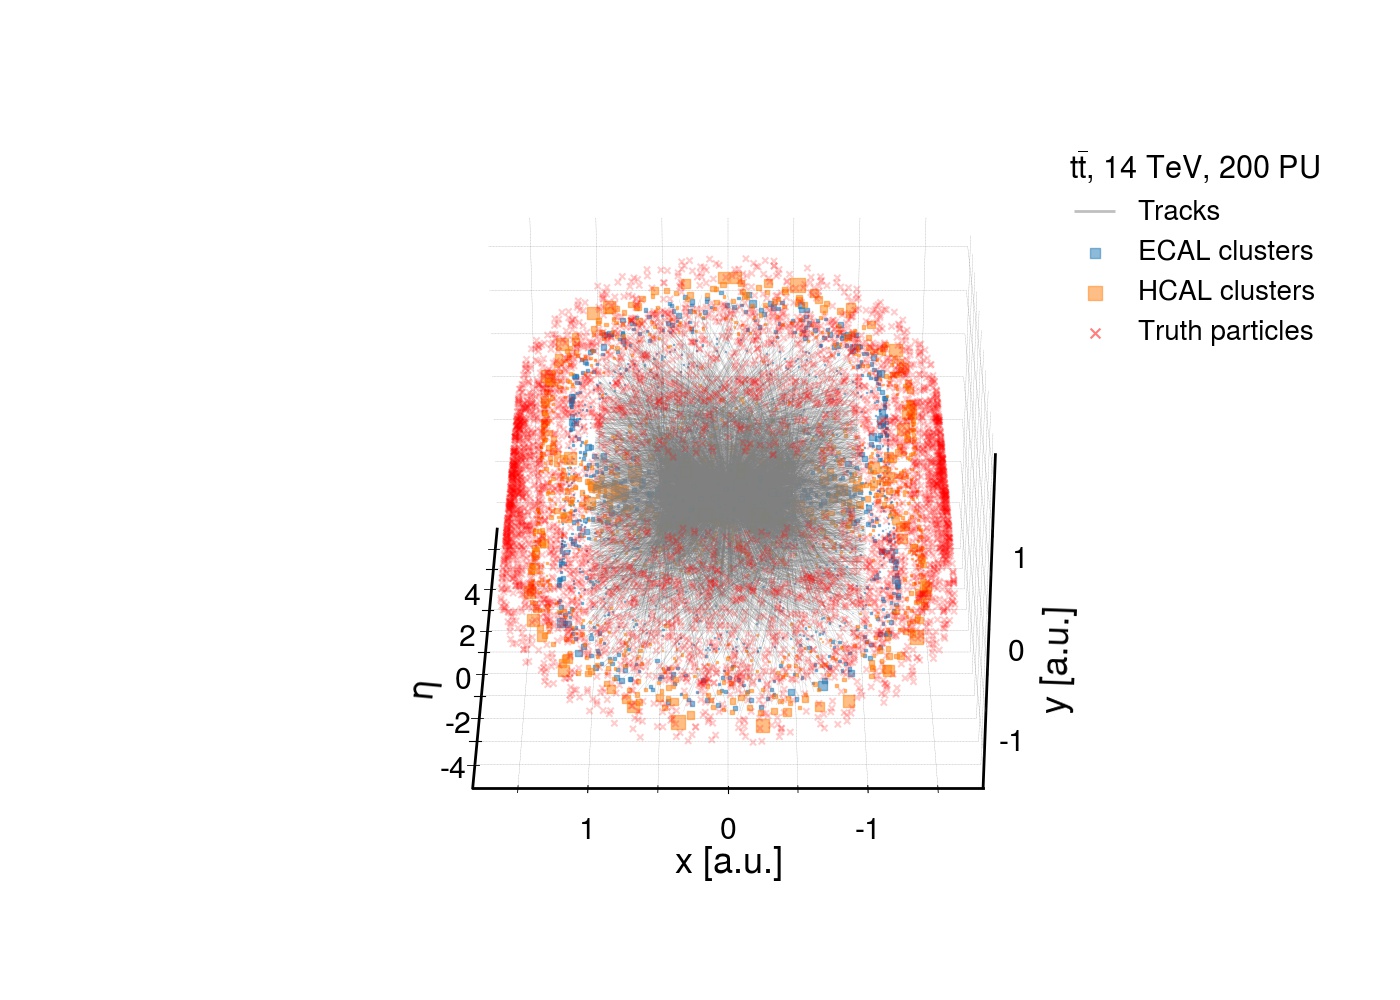 tt̄, 14 TeV, 200 PU
Tracks
ECAL clusters
HCAL clusters
Truth particles
4
2
0
-2
-4
η
1
0
-1
x [a.u.]
1
0
-1
y [a.u.]